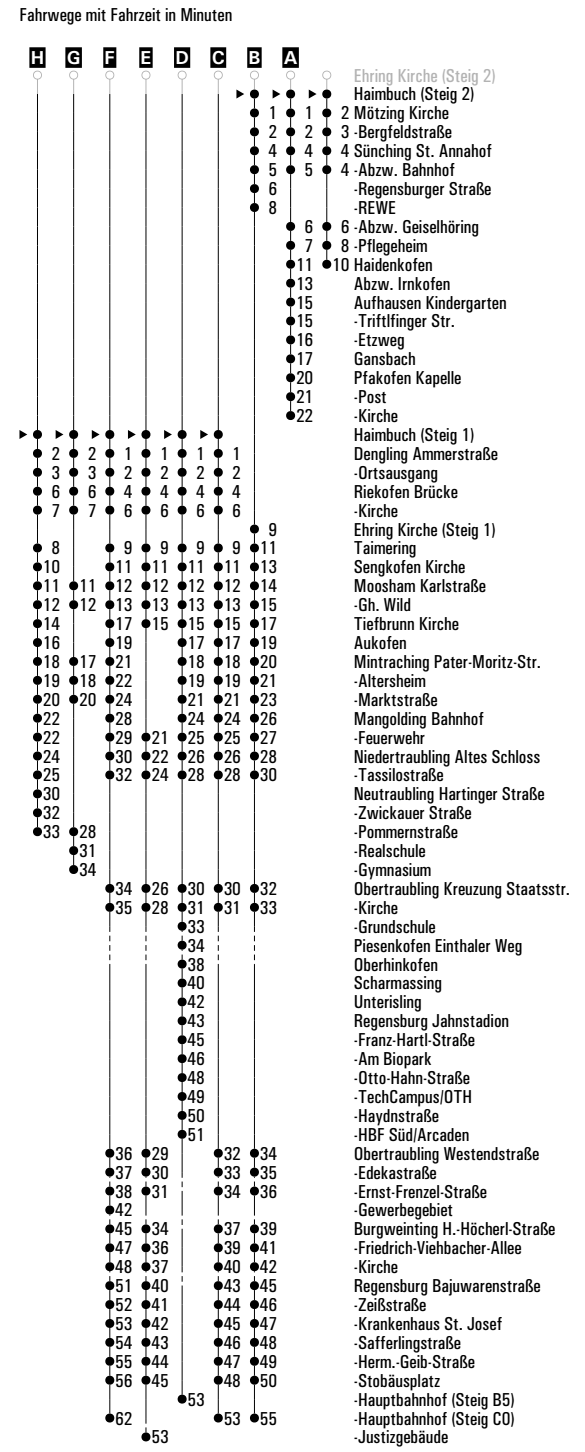 Fahrwege mit Fahrzeit in Minuten
H G F E D C B A
Ehring Kirche (Steig 2)
Haimbuch (Steig 2)
1 1 2 Mötzing Kirche
2 2 3 -Bergfeldstraße
4 4 4 Sünching St. Annahof
5 5 4 -Abzw. Bahnhof
6 -Regensburger Straße
8 -REWE
6 6 -Abzw. Geiselhöring
7 8 -Pflegeheim
11 10 Haidenkofen
13 Abzw. Irnkofen
15 Aufhausen Kindergarten
15 -Triftlfinger Str.
16 -Etzweg
17 Gansbach
20 Pfakofen Kapelle
21 -Post
22 -Kirche
Haimbuch (Steig 1)
2 2 1 1 1 1 Dengling Ammerstraße
3 3 2 2 2 2 -Ortsausgang
6 6 4 4 4 4 Riekofen Brücke
7 7 6 6 6 6 -Kirche
9 Ehring Kirche (Steig 1)
8 9 9 9 9 11 Taimering
10 11 11 11 11 13 Sengkofen Kirche
11 11 12 12 12 12 14 Moosham Karlstraße
12 12 13 13 13 13 15 -Gh. Wild
14 17 15 15 15 17 Tiefbrunn Kirche
16 19 17 17 19 Aukofen
18 17 21 18 18 20 Mintraching Pater-Moritz-Str.
19 18 22 19 19 21 -Altersheim
20 20 24 21 21 23 -Marktstraße
22 28 24 24 26 Mangolding Bahnhof
22 29 21 25 25 27 -Feuerwehr
24 30 22 26 26 28 Niedertraubling Altes Schloss
25 32 24 28 28 30 -Tassilostraße
30 Neutraubling Hartinger Straße
32 -Zwickauer Straße
33 28 -Pommernstraße
31 -Realschule
34 -Gymnasium
34 26 30 30 32 Obertraubling Kreuzung Staatsstr.
35 28 31 31 33 -Kirche
33 -Grundschule
34 Piesenkofen Einthaler Weg
38 Oberhinkofen
40 Scharmassing
42 Unterisling
43 Regensburg Jahnstadion
45 -Franz-Hartl-Straße
46 -Am Biopark
48 -Otto-Hahn-Straße
49 -TechCampus/OTH
50 -Haydnstraße
51 -HBF Süd/Arcaden
36 29 32 34 Obertraubling Westendstraße
37 30 33 35 -Edekastraße
38 31 34 36 -Ernst-Frenzel-Straße
42 -Gewerbegebiet
45 34 37 39 Burgweinting H.-Höcherl-Straße
47 36 39 41 -Friedrich-Viehbacher-Allee
48 37 40 42 -Kirche
51 40 43 45 Regensburg Bajuwarenstraße
52 41 44 46 -Zeißstraße
53 42 45 47 -Krankenhaus St. Josef
54 43 46 48 -Safferlingstraße
55 44 47 49 -Herm.-Geib-Straße
56 45 48 50 -Stobäusplatz
53 -Hauptbahnhof (Steig B5)
62 53 55 -Hauptbahnhof (Steig C0)
53 -Justizgebäude